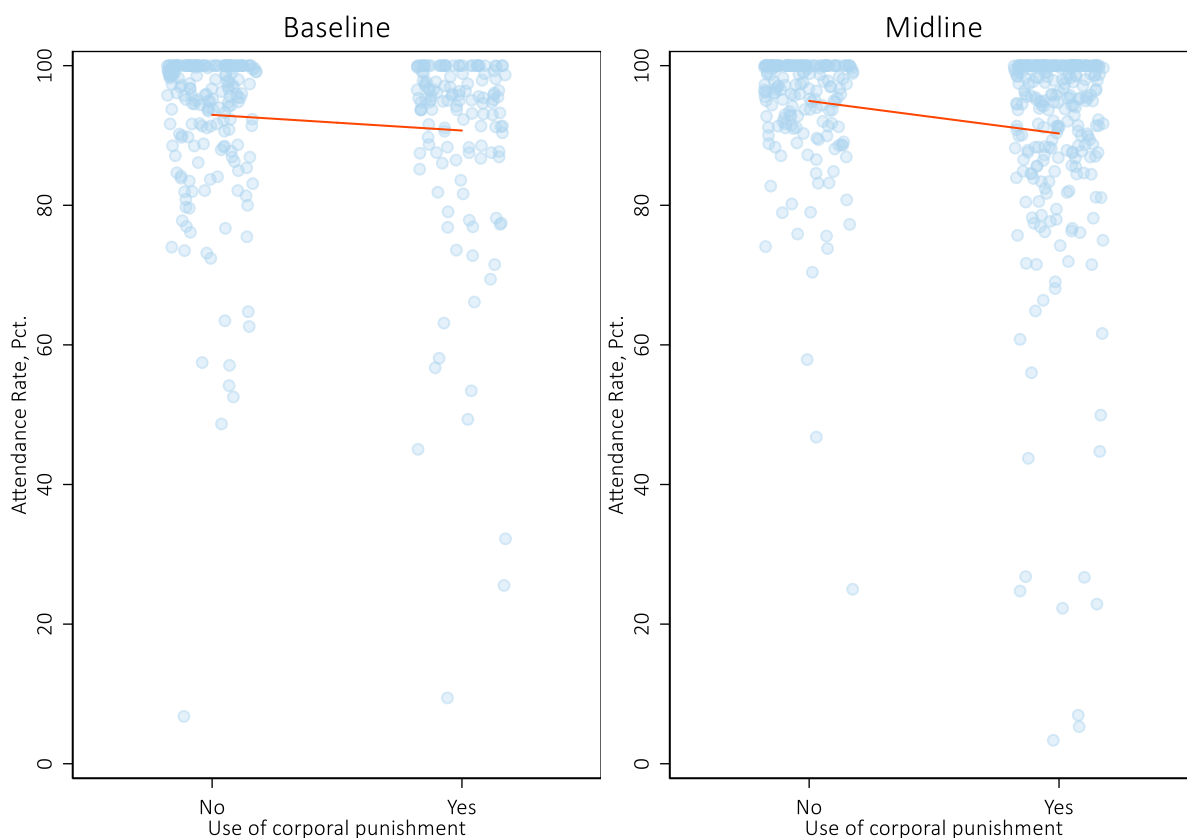 Baseline
Attendance Rate, Pct.
100
80
60
40
20
0
No Yes
Use of corporal punishment
Midline
Attendance Rate, Pct.
100
80
60
40
20
0
No Yes
Use of corporal punishment